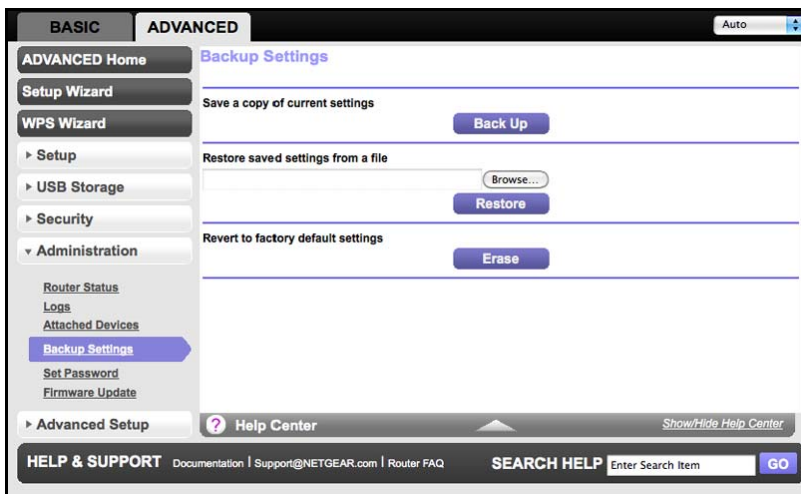 BASIC
ADVANCED
Auto
ADVANCED Home
Setup Wizard
WPS Wizard
Setup
USB Storage
Security
Administration
Router Status
Logs
Attached Devices
Backup Settings
Set Password
Firmware Update
Advanced Setup
Backup Settings
Save a copy of current settings
Back Up
Restore saved settings from a file
Browse...
Restore
Revert to factory default settings
Erase
? Help Center
Show/Hide Help Center
HELP & SUPPORT Documentation | Support@NETGEAR.com | Router FAQ
SEARCH HELP Enter Search Item GO